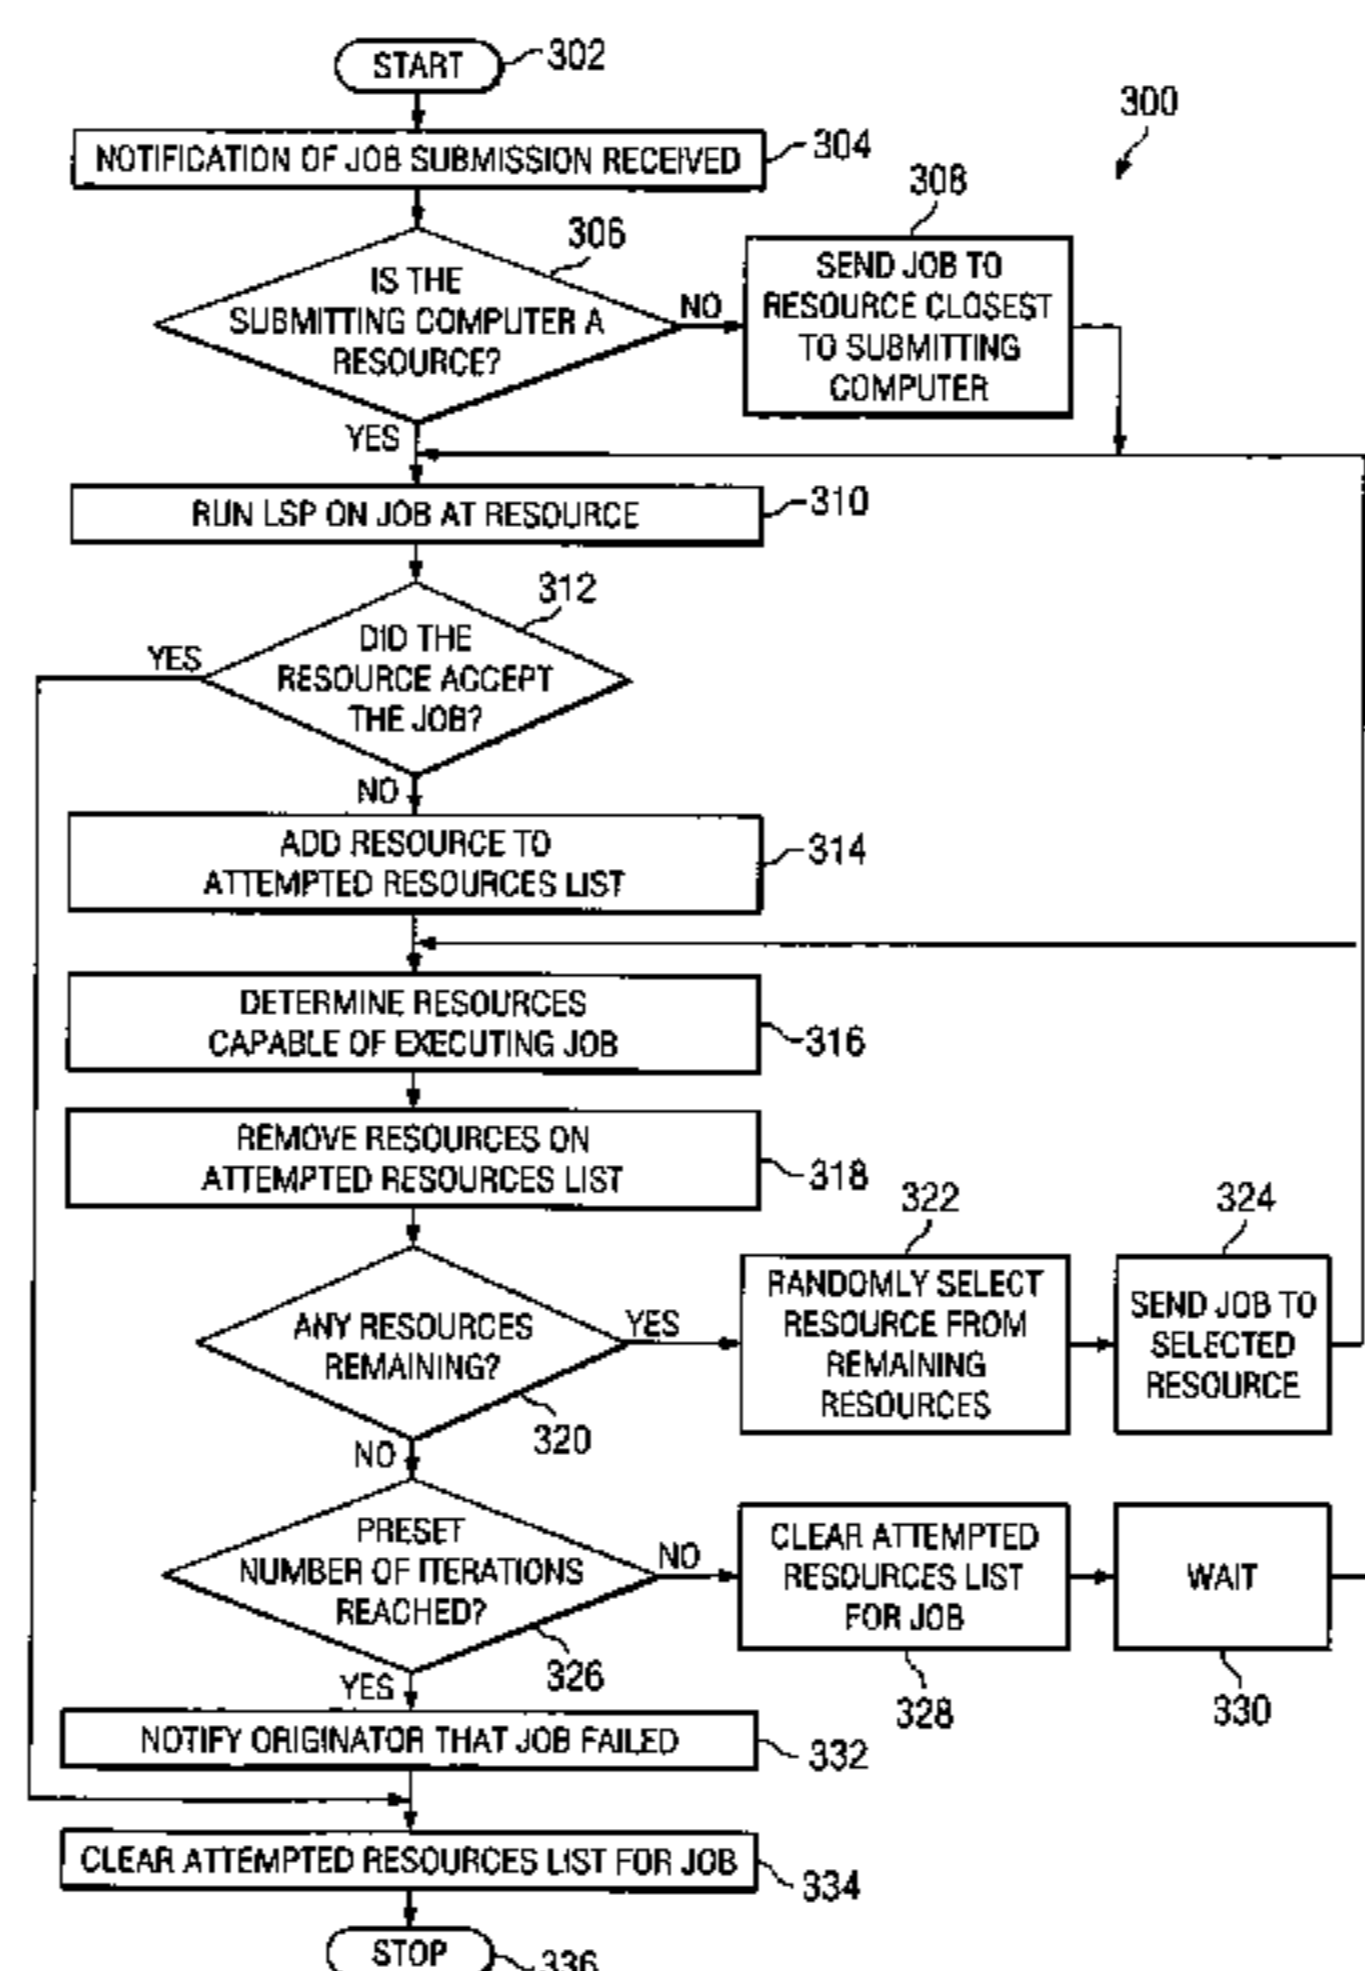 START
302
300
NOTIFICATION OF JOB SUBMISSION RECEIVED
304
306
308
IS THE
SUBMITTING COMPUTER A
RESOURCE?
NO
SEND JOB TO
RESOURCE CLOSEST
TO SUBMITTING
COMPUTER
YES
RUN LSP ON JOB AT RESOURCE
310
312
DID THE
RESOURCE ACCEPT
THE JOB?
YES
NO
ADD RESOURCE TO
ATTEMPTED RESOURCES LIST
314
DETERMINE RESOURCES
CAPABLE OF EXECUTING JOB
316
REMOVE RESOURCES ON
ATTEMPTED RESOURCES LIST
318
322
324
ANY RESOURCES
REMAINING?
YES
RANDOMLY SELECT
RESOURCE FROM
REMAINING
RESOURCES
SEND JOB TO
SELECTED
RESOURCE
320
NO
PRESET
NUMBER OF ITERATIONS
REACHED?
NO
CLEAR ATTEMPTED
RESOURCES LIST
FOR JOB
WAIT
326
328
330
YES
NOTIFY ORIGINATOR THAT JOB FAILED
332
CLEAR ATTEMPTED RESOURCES LIST FOR JOB
334
STOP
336